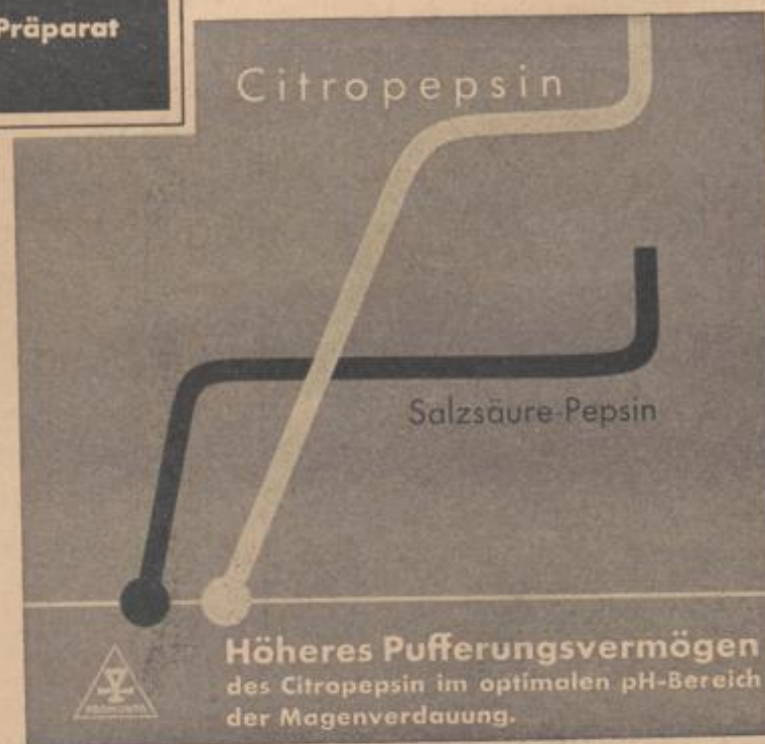 Präparat
Citropepsin
Salzsäure-Pepsin
Höheres Pufferungsvermögen
des Citropepsin im optimalen pH-Bereich
der Magenverdauung.